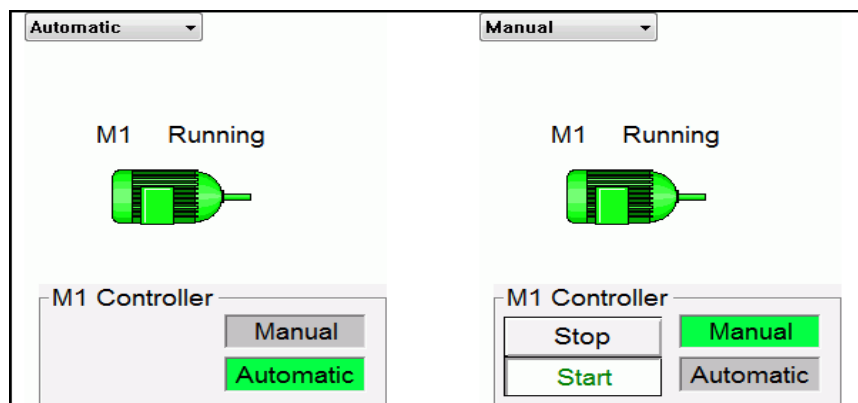 Automatic
M1 Running
M1 Controller
Manual
Automatic
Manual
M1 Running
M1 Controller
Stop
Manual
Start
Automatic